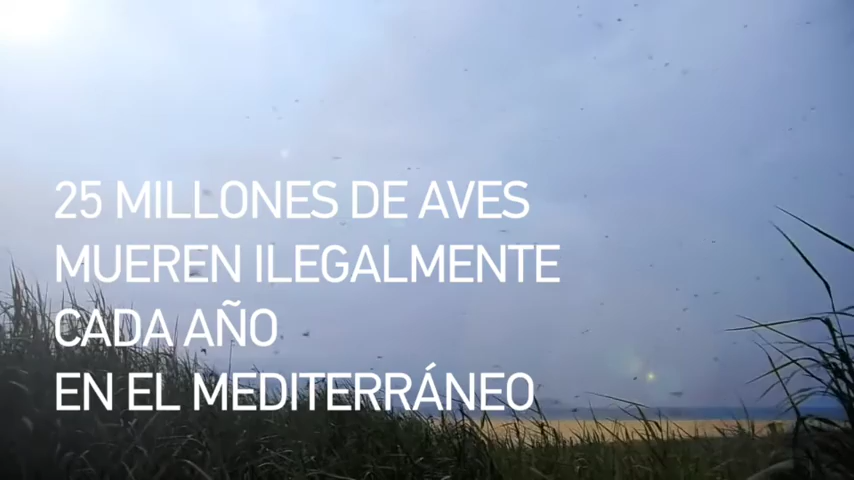 25 MILLONES DE AVES
MUEREN ILEGALMENTE
CADA AÑO
EN EL MEDITERRÁNEO